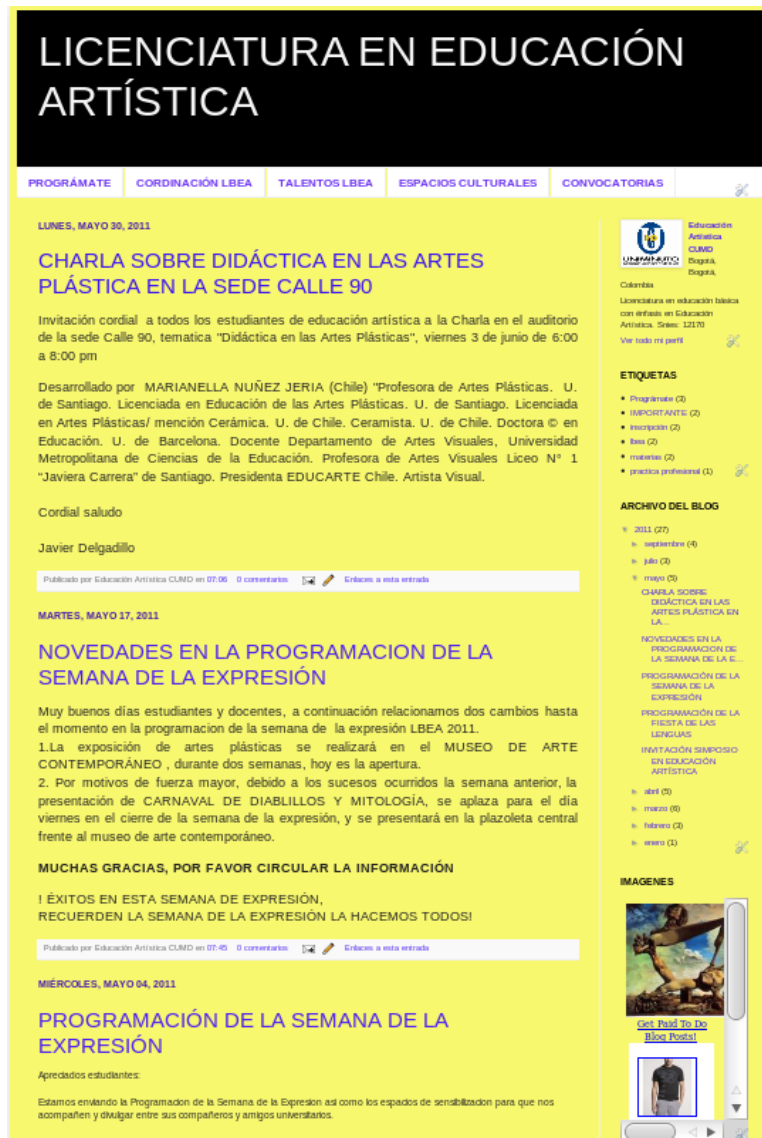 LICENCIATURA EN EDUCACIÓN
ARTÍSTICA
PROGRÁMATE
CORDINACIÓN LBEA
TALENTOS LBEA
ESPACIOS CULTURALES
CONVOCATORIAS
LUNES, MAYO 30, 2011
CHARLA SOBRE DIDÁCTICA EN LAS ARTES
PLÁSTICA EN LA SEDE CALLE 90
Invitación cordial a todos los estudiantes de educación artística a la Charla en el auditorio
de la sede Calle 90, tematica "Didáctica en las Artes Plásticas", viernes 3 de junio de 6:00
a 8:00 pm
Desarrollado por MARIANELLA NUÑEZ JERIA (Chile) "Profesora de Artes Plásticas. U.
de Santiago. Licenciada en Educación de las Artes Plásticas. U. de Santiago. Licenciada
en Artes Plásticas/ mención Cerámica. U. de Chile. Ceramista. U. de Chile. Doctora © en
Educación. U. de Barcelona. Docente Departamento de Artes Visuales, Universidad
Metropolitana de Ciencias de la Educación. Profesora de Artes Visuales Liceo N° 1
"Javiera Carrera" de Santiago. Presidenta EDUCARTE Chile. Artista Visual.
Cordial saludo
Javier Delgadillo
Publicado por Educación Artística CUMD en 07:06 0 comentarios Enlaces a esta entrada
MARTES, MAYO 17, 2011
NOVEDADES EN LA PROGRAMACION DE LA
SEMANA DE LA EXPRESIÓN
Muy buenos días estudiantes y docentes, a continuación relacionamos dos cambios hasta
el momento en la programacion de la semana de la expresión LBEA 2011.
1.La exposición de artes plásticas se realizará en el MUSEO DE ARTE
CONTEMPORÁNEO , durante dos semanas, hoy es la apertura.
2. Por motivos de fuerza mayor, debido a los sucesos ocurridos la semana anterior, la
presentación de CARNAVAL DE DIABLILLOS Y MITOLOGÍA, se aplaza para el día
viernes en el cierre de la semana de la expresión, y se presentará en la plazoleta central
frente al museo de arte contemporáneo.
MUCHAS GRACIAS, POR FAVOR CIRCULAR LA INFORMACIÓN
! ÉXITOS EN ESTA SEMANA DE EXPRESIÓN,
RECUERDEN LA SEMANA DE LA EXPRESIÓN LA HACEMOS TODOS!
Publicado por Educación Artística CUMD en 07:45 0 comentarios Enlaces a esta entrada
MIÉRCOLES, MAYO 04, 2011
PROGRAMACIÓN DE LA SEMANA DE LA
EXPRESIÓN
Apreciados estudiantes:
Estamos enviando la Programacion de la Semana de la Expresion asi como los espacios de sensibilizacion para que nos
acompañen y divulgar entre sus compañeros y amigos universitarios.
UNIMINUTO
Educación
Artística
CUMD
Bogotá,
Bogotá,
Colombia
Licenciatura en educación básica
con énfasis en Educación
Artística. Snies: 12170
Ver todo mi perfil
ETIQUETAS
Prográmate (3)
IMPORTANTE (2)
inscripción (2)
lbea (2)
materias (2)
practica profesional (1)
ARCHIVO DEL BLOG
2011 (27)
septiembre (4)
julio (3)
mayo (5)
CHARLA SOBRE
DIDÁCTICA EN LAS
ARTES PLÁSTICA EN
LA...
NOVEDADES EN LA
PROGRAMACION DE
LA SEMANA DE LA E...
PROGRAMACIÓN DE LA
SEMANA DE LA
EXPRESIÓN
PROGRAMACIÓN DE LA
FIESTA DE LAS
LENGUAS
INVITACIÓN SIMPOSIO
EN EDUCACIÓN
ARTÍSTICA
abril (5)
marzo (6)
febrero (3)
enero (1)
IMAGENES
Get Paid To Do
Blog Posts!